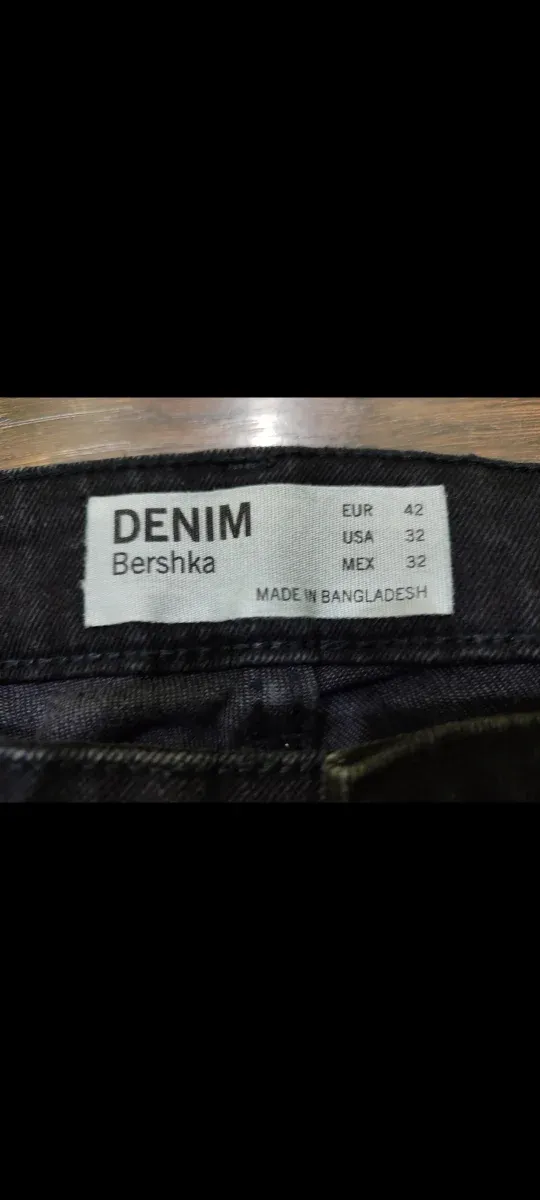 DENIM
Bershka
EUR 42
USA 32
MEX 32
MADE IN BANGLADESH